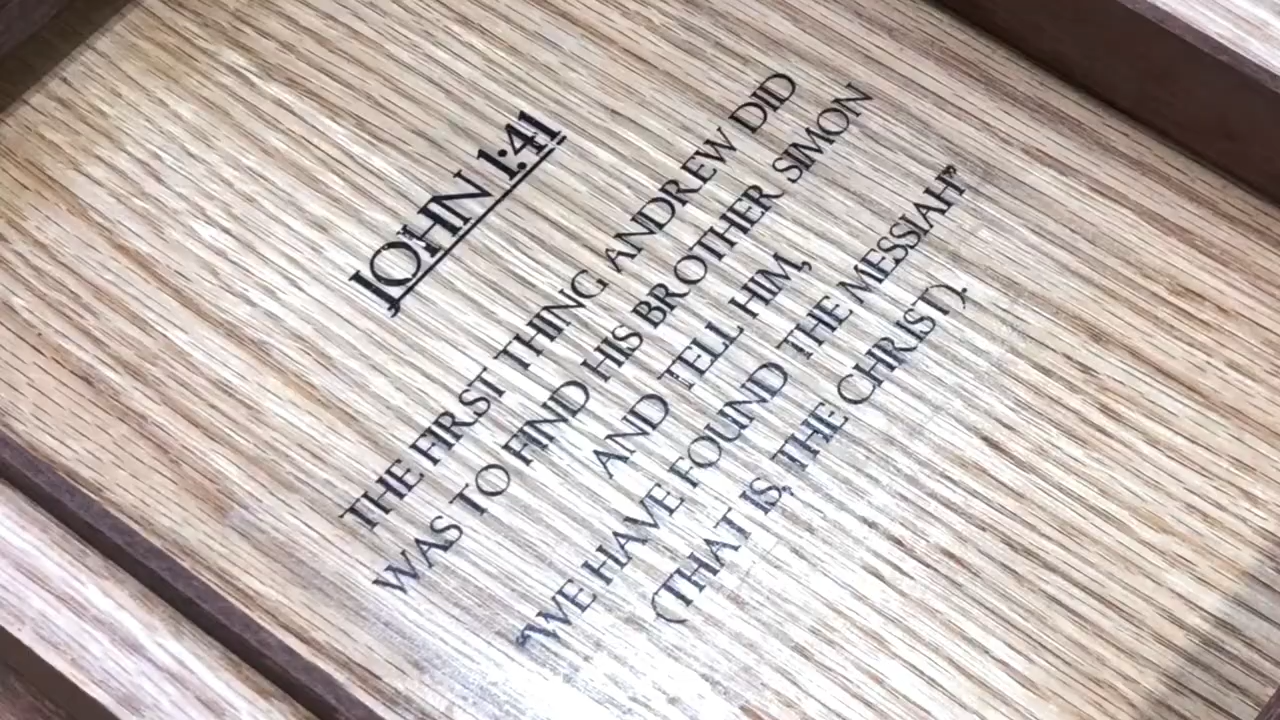 JOHN 1:41
THE FIRST THING ANDREW DID
WAS TO FIND HIS BROTHER SIMON
AND TELL HIM,
"WE HAVE FOUND THE MESSIAH"
(THAT IS, THE CHRIST).